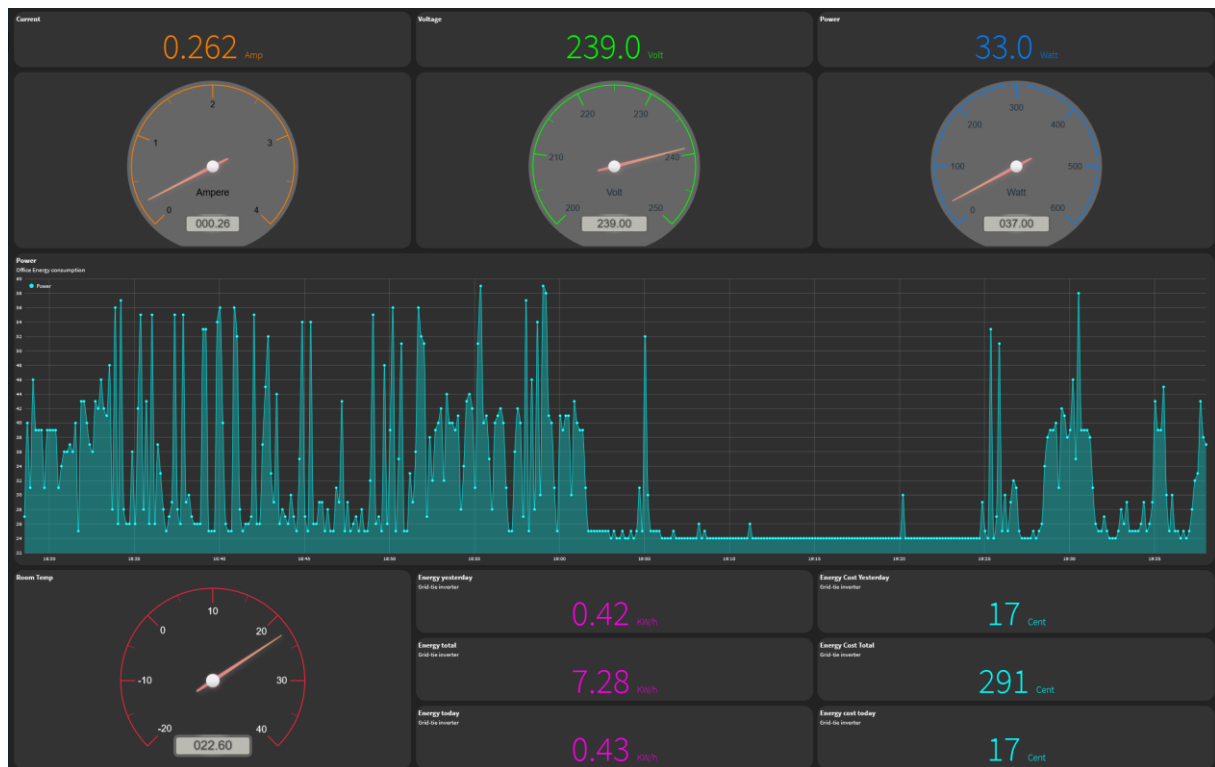 Current
0.262 Amp
Voltage
239.0 Volt
Power
33.0 Watt
0
1
2
3
4
Ampere
000.26
200
210
220
230
240
250
Volt
239.00
0
100
200
300
400
500
600
Watt
037.00
Power
Office Energy consumption
Power
Room Temp
-20
-10
0
10
20
30
40
022.60
Energy yesterday
Grid-tie inverter
0.42 KW/h
Energy Cost Yesterday
Grid-tie inverter
17 Cent
Energy total
Grid-tie inverter
7.28 KW/h
Energy Cost Total
Grid-tie inverter
291 Cent
Energy today
Grid-tie inverter
0.43 KW/h
Energy cost today
Grid-tie inverter
17 Cent